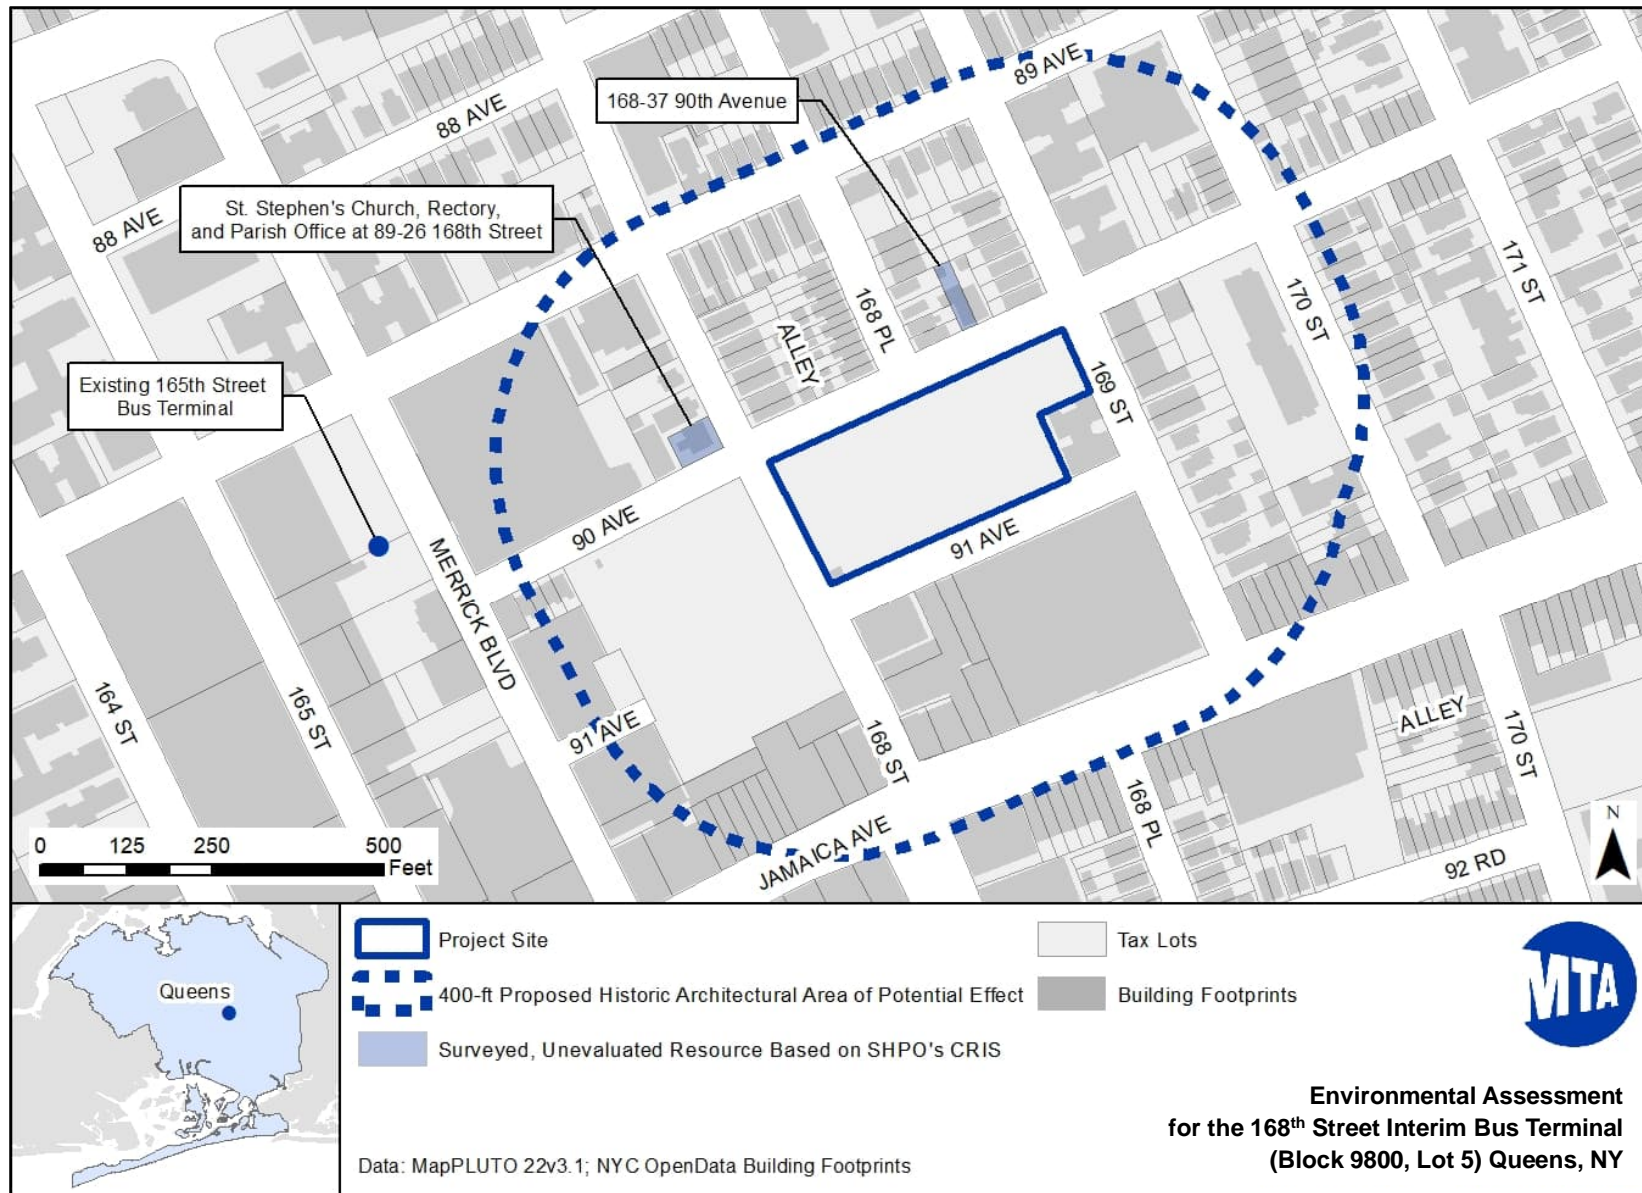 89 AVE
168-37 90th Avenue
88 AVE
St. Stephen's Church, Rectory,
and Parish Office at 89-26 168th Street
88 AVE
171 ST
170 ST
168 PL
ALLEY
Existing 165th Street
Bus Terminal
169 ST
90 AVE
91 AVE
MERRICK BLVD
164 ST
165 ST
91 AVE
168 ST
ALLEY
170 ST
168 PL
JAMAICA AVE
92 RD
N
0 125 250 500
Feet
Queens
Project Site
400-ft Proposed Historic Architectural Area of Potential Effect
Surveyed, Unevaluated Resource Based on SHPO's CRIS
Tax Lots
Building Footprints
MTA
Data: MapPLUTO 22v3.1; NYC OpenData Building Footprints
Environmental Assessment
for the 168th Street Interim Bus Terminal
(Block 9800, Lot 5) Queens, NY